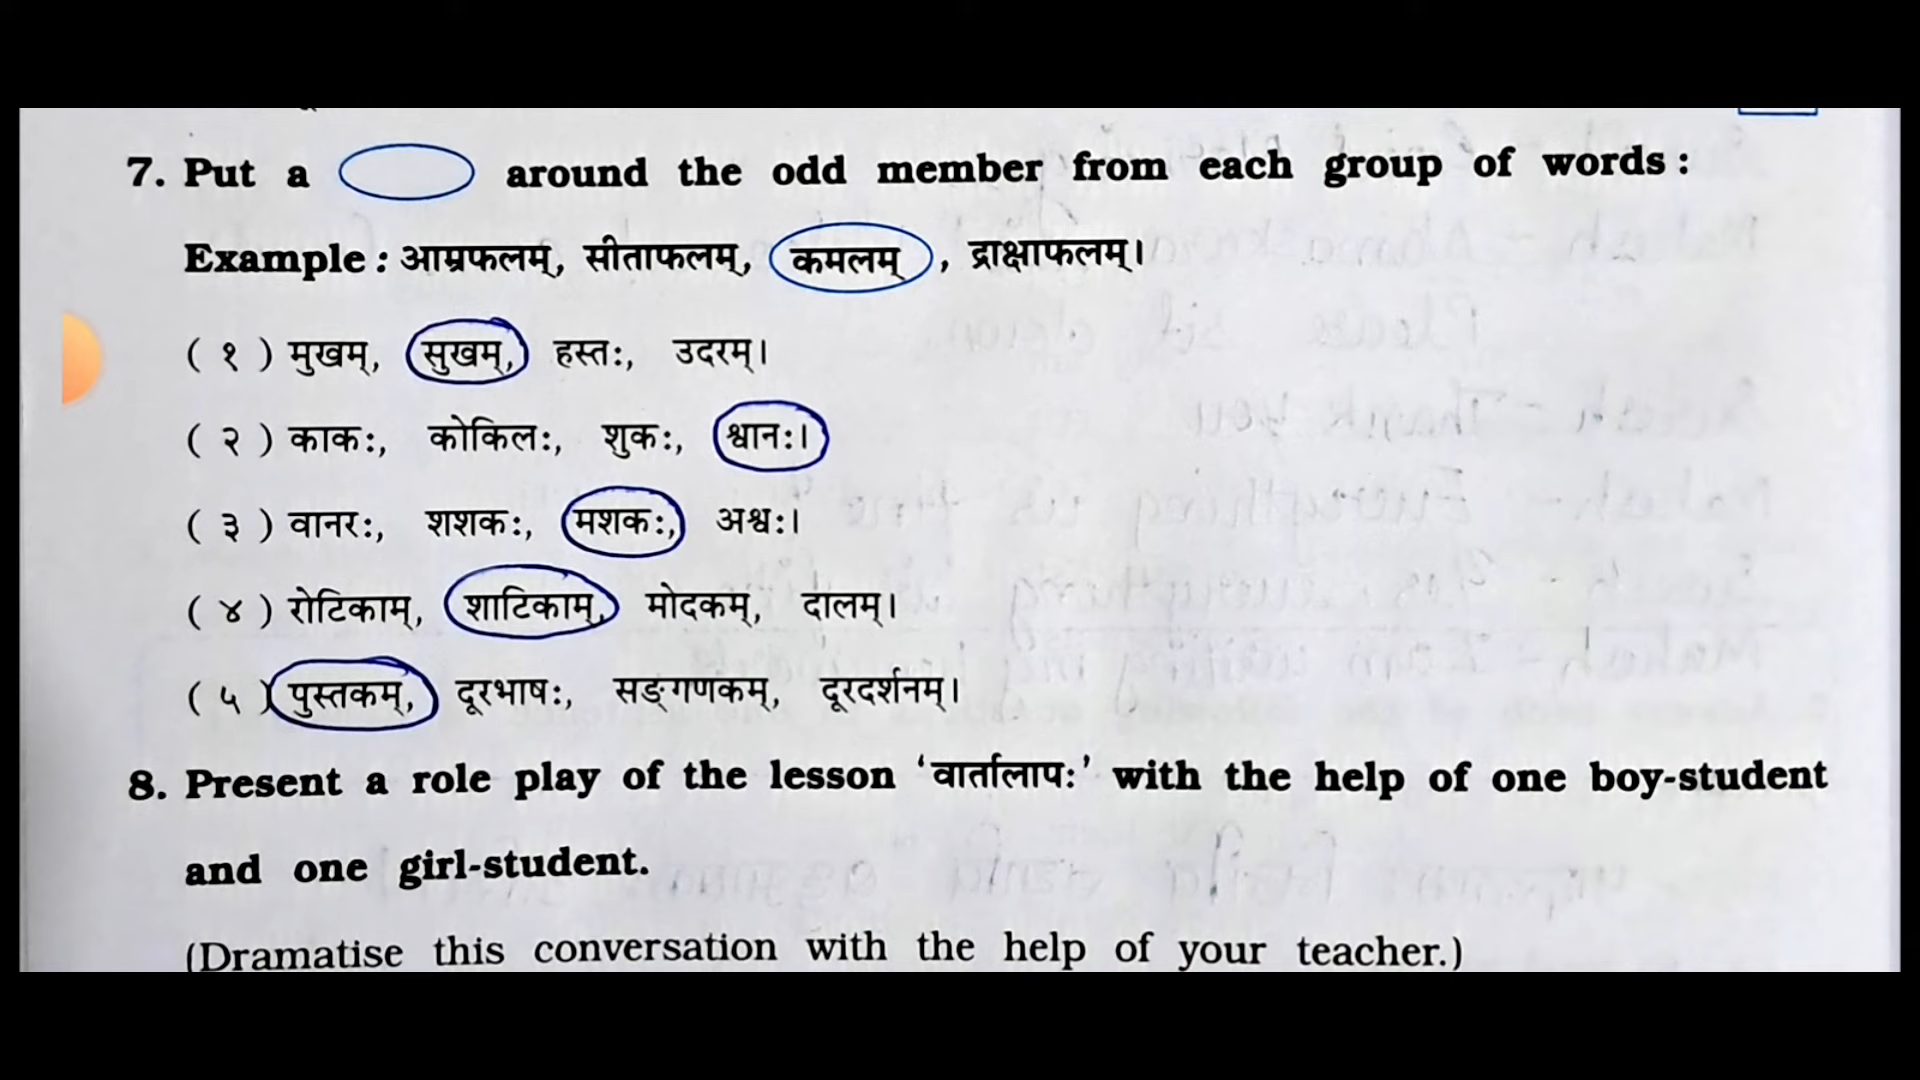 7. Put a around the odd member from each group of words :
Example : आम्रफलम्, सीताफलम्, कमलम् , द्राक्षाफलम्।
( १ ) मुखम्, सुखम्, हस्तः, उदरम्।
( २ ) काकः, कोकिलः, शुकः, श्वानः।
( ३ ) वानरः, शशकः, मशकः, अश्वः।
( ४ ) रोटिकाम्, शाटिकाम्, मोदकम्, दालम्।
( ५ ) पुस्तकम्, दूरभाषः, सङ्गणकम्, दूरदर्शनम्।
8. Present a role play of the lesson ‘वार्तालापः’ with the help of one boy-student
and one girl-student.
(Dramatise this conversation with the help of your teacher.)